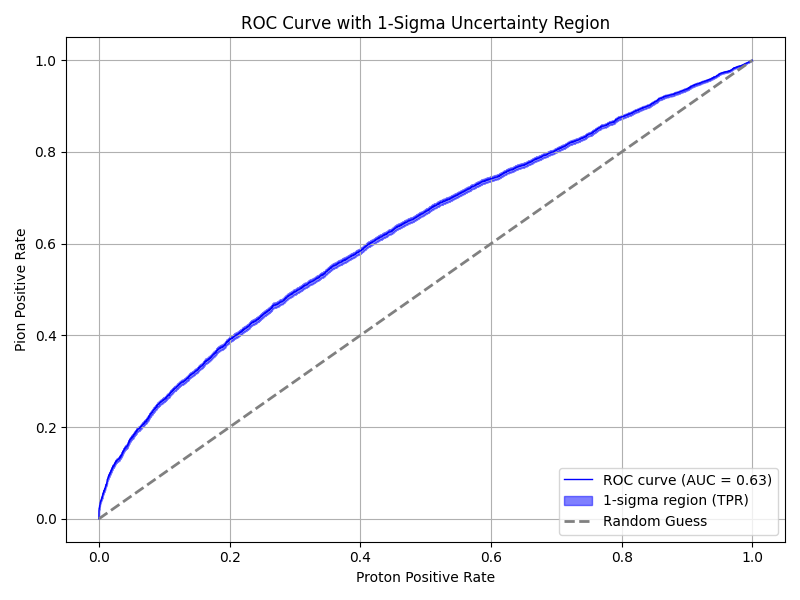 ROC Curve with 1-Sigma Uncertainty Region
Pion Positive Rate
1.0
0.8
0.6
0.4
0.2
0.0
0.0 0.2 0.4 0.6 0.8 1.0
Proton Positive Rate
ROC curve (AUC = 0.63)
1-sigma region (TPR)
Random Guess